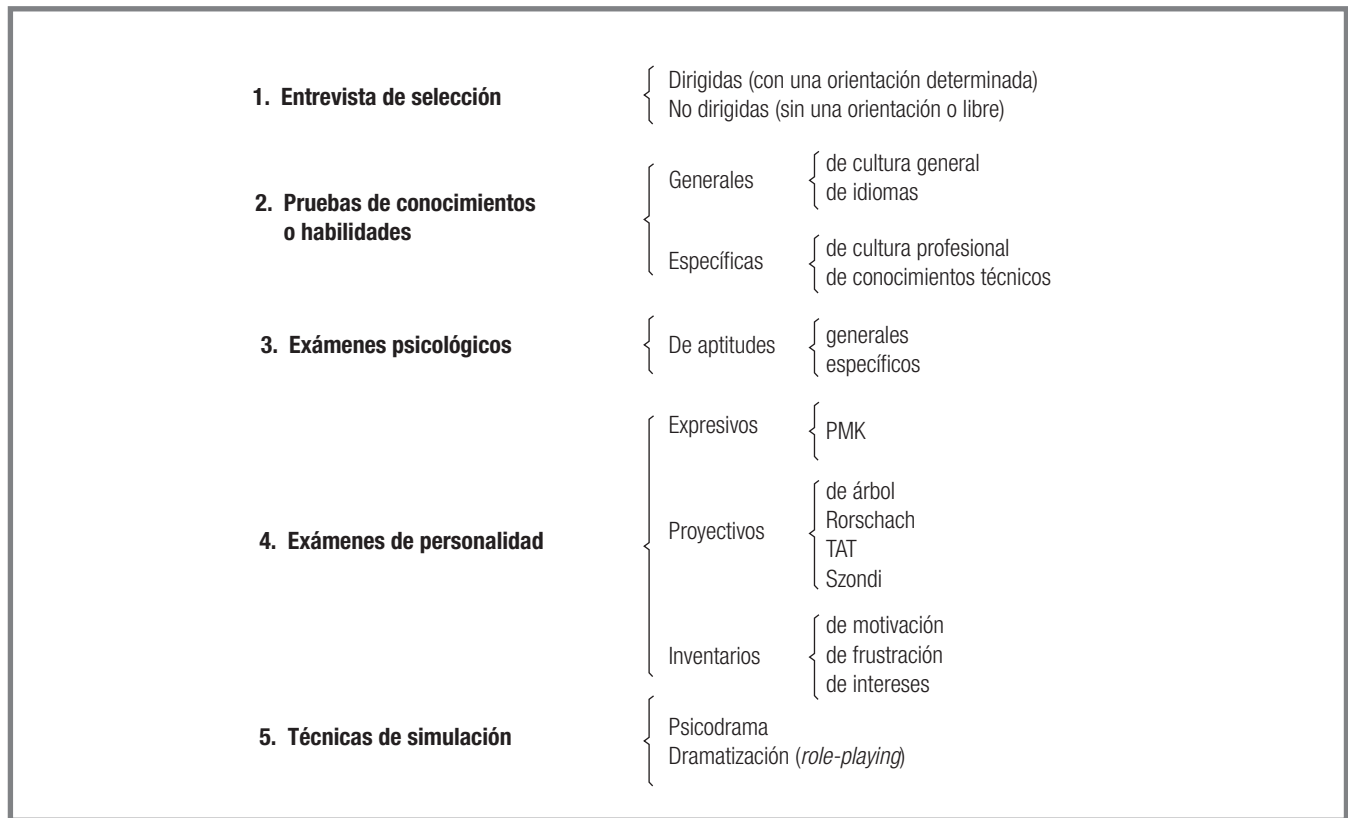 1. Entrevista de selección
Dirigidas (con una orientación determinada)
No dirigidas (sin una orientación o libre)
2. Pruebas de conocimientos
o habilidades
Generales
de cultura general
de idiomas
Específicas
de cultura profesional
de conocimientos técnicos
3. Exámenes psicológicos
De aptitudes
generales
específicos
4. Exámenes de personalidad
Expresivos
PMK
Proyectivos
de árbol
Rorschach
TAT
Szondi
Inventarios
de motivación
de frustración
de intereses
5. Técnicas de simulación
Psicodrama
Dramatización (role-playing)